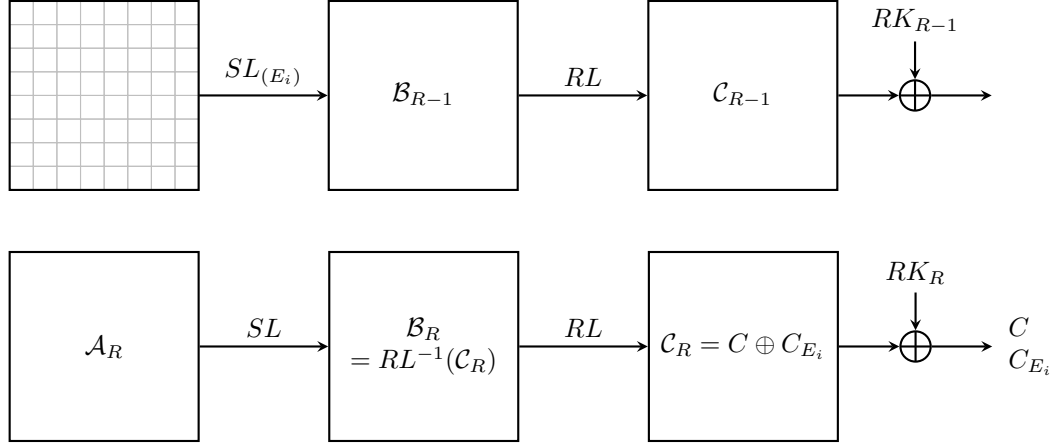 RK_{R−1}
SL_{(E_i)}
\mathcal{B}_{R−1}
RL
\mathcal{C}_{R−1}
RK_R
\mathcal{A}_R
SL
\mathcal{B}_R
= RL^{−1}(\mathcal{C}_R)
RL
\mathcal{C}_R = C ⊕ C_{E_i}
C
C_{E_i}